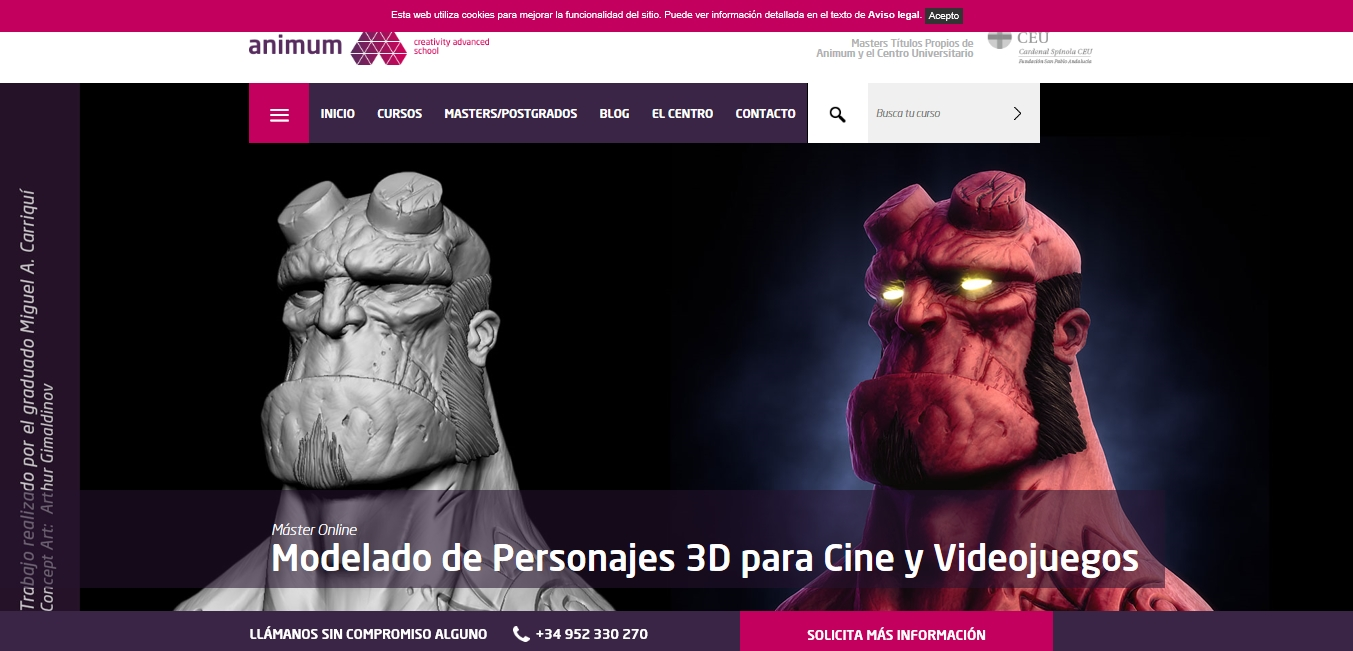 Esta web utiliza cookies para mejorar la funcionalidad del sitio. Puede ver información detallada en el texto de Aviso legal. Acepto
animum
creativity advanced
school
Masters Títulos Propios de
Animum y el Centro Universitario
CEU
Cardenal Spínola CEU
Fundación San Pablo Andalucía
INICIO CURSOS MASTERS/POSTGRADOS BLOG EL CENTRO CONTACTO
Busca tu curso
Trabajo realizado por el graduado Miguel A. Carriquí
Concept Art: Arthur Gimaldinov
Máster Online
Modelado de Personajes 3D para Cine y Videojuegos
LLÁMANOS SIN COMPROMISO ALGUNO +34 952 330 270
SOLICITA MÁS INFORMACIÓN